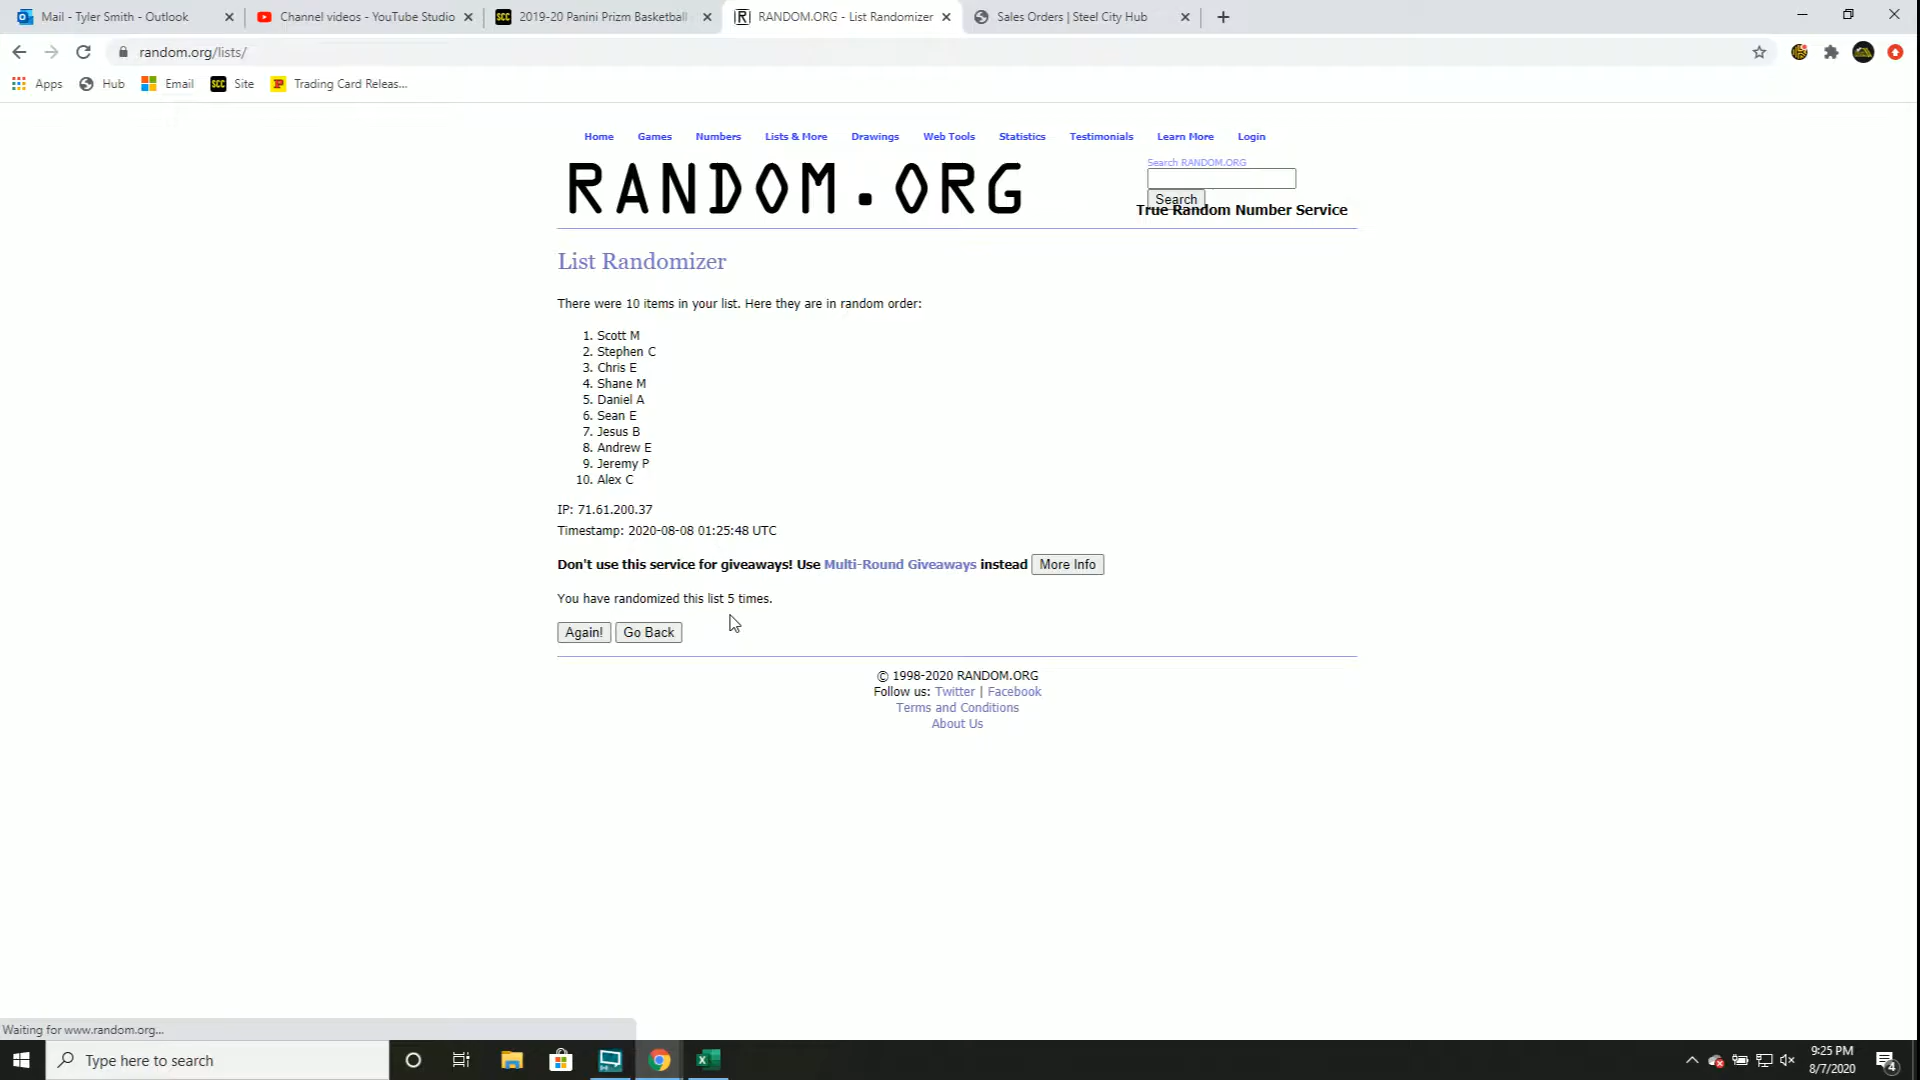 Mail - Tyler Smith - Outlook
Channel videos - YouTube Studio
SCC
2019-20 Panini Prizm Basketball
RANDOM.ORG - List Randomizer
Sales Orders | Steel City Hub
random.org/lists/
Apps
Hub
Email
SCC
Site
Trading Card Releas...
Home
Games
Numbers
Lists & More
Drawings
Web Tools
Statistics
Testimonials
Learn More
Login
RANDOM.ORG
Search RANDOM.ORG
Search
True Random Number Service
List Randomizer
There were 10 items in your list. Here they are in random order:
1. Scott M
2. Stephen C
3. Chris E
4. Shane M
5. Daniel A
6. Sean E
7. Jesus B
8. Andrew E
9. Jeremy P
10. Alex C
IP: 71.61.200.37
Timestamp: 2020-08-08 01:25:48 UTC
Don't use this service for giveaways! Use Multi-Round Giveaways instead More Info
You have randomized this list 5 times.
Again! Go Back
© 1998-2020 RANDOM.ORG
Follow us: Twitter | Facebook
Terms and Conditions
About Us
Waiting for www.random.org...
Type here to search
9:25 PM
8/7/2020
4